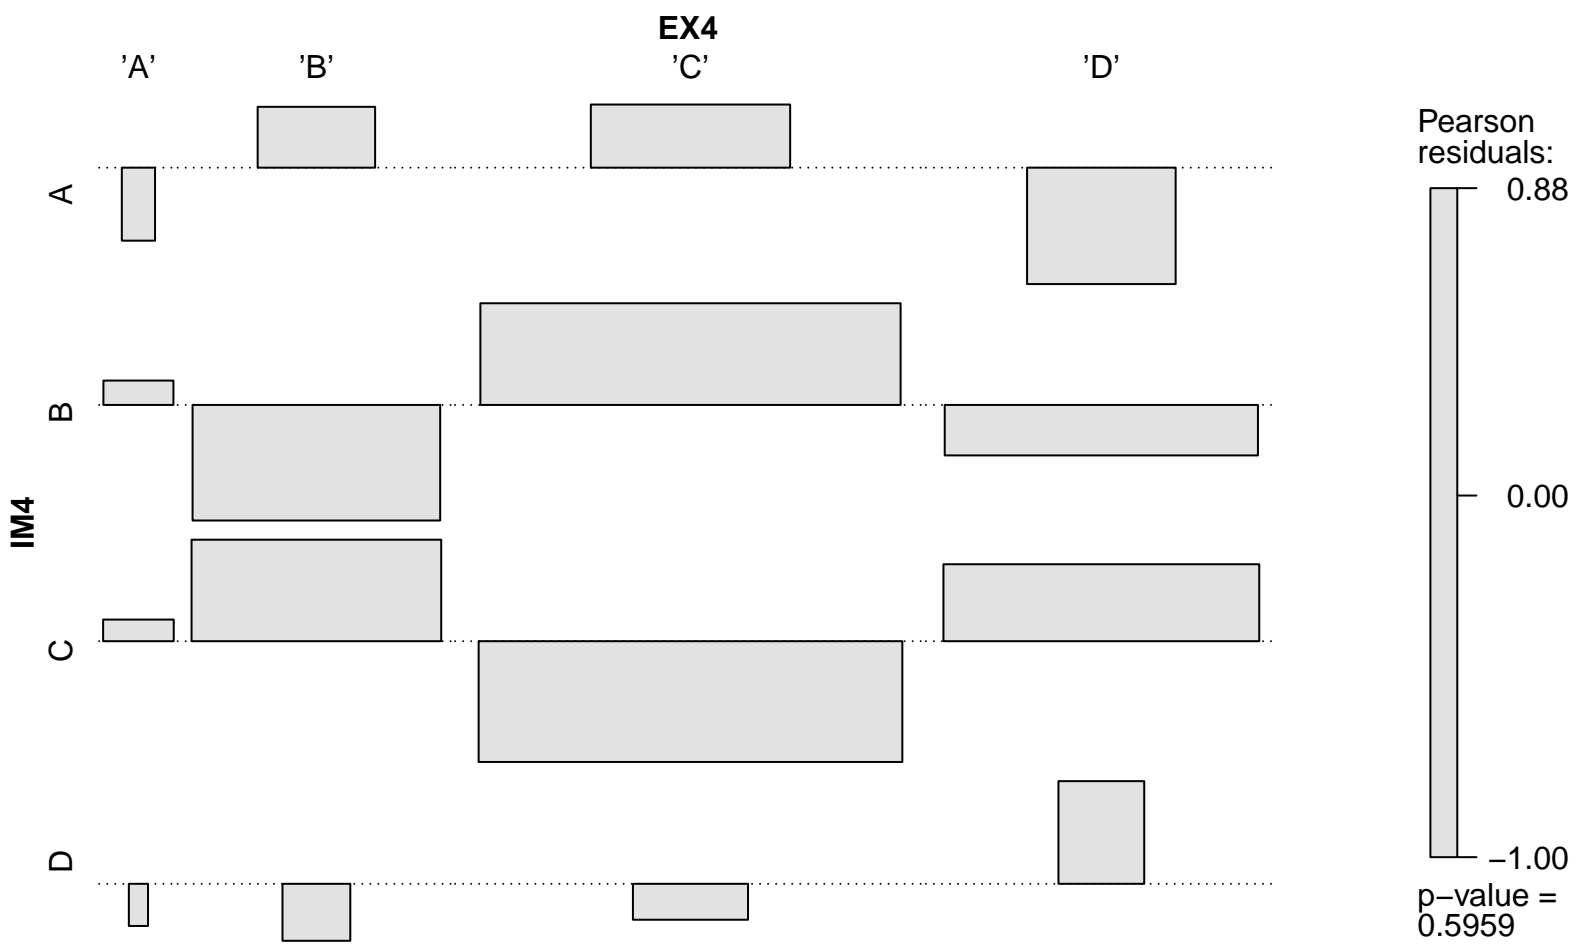 EX4
’A’ ’B’ ’C’ ’D’
IM4
A
B
C
D
Pearson
residuals:
0.88
0.00
−1.00
p−value =
0.5959